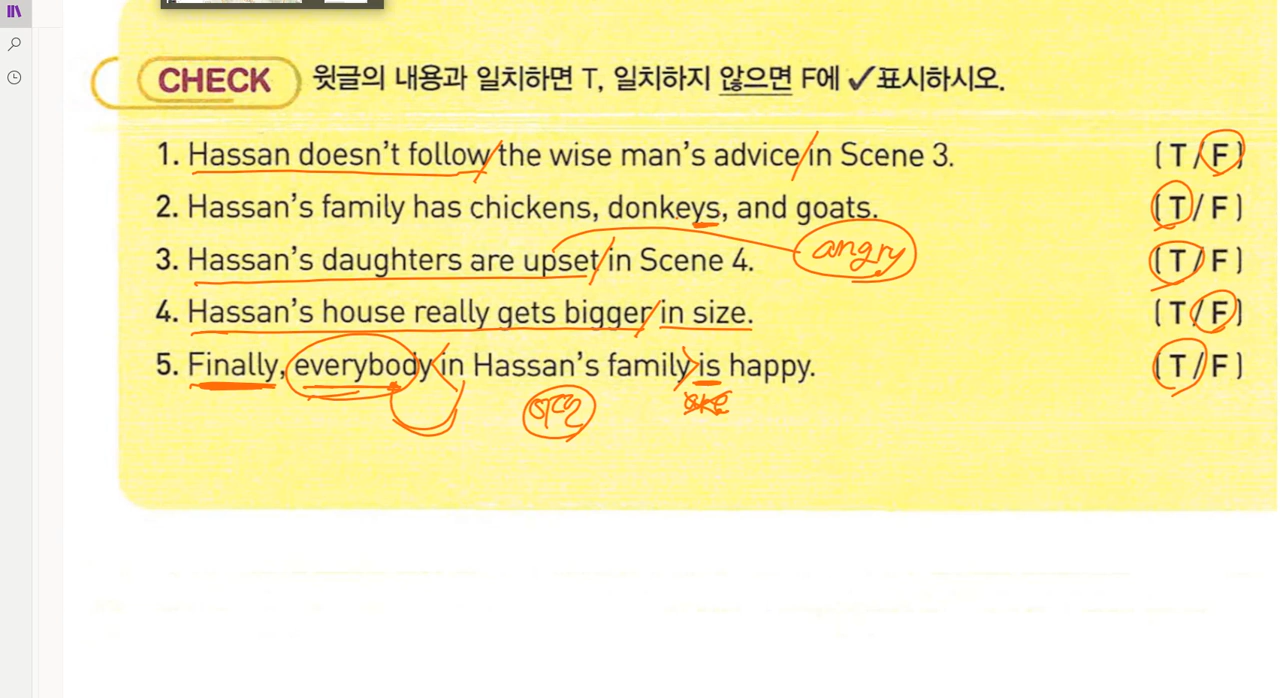 CHECK 윗글의 내용과 일치하면 T, 일치하지 않으면 F에 ✓표시하시오.
1. Hassan doesn't follow the wise man's advice in Scene 3. ( T / F )
2. Hassan's family has chickens, donkeys, and goats. ( T / F )
angry
3. Hassan's daughters are upset in Scene 4. ( T / F )
4. Hassan's house really gets bigger in size. ( T / F )
5. Finally, everybody in Hassan's family is happy. ( T / F )
are